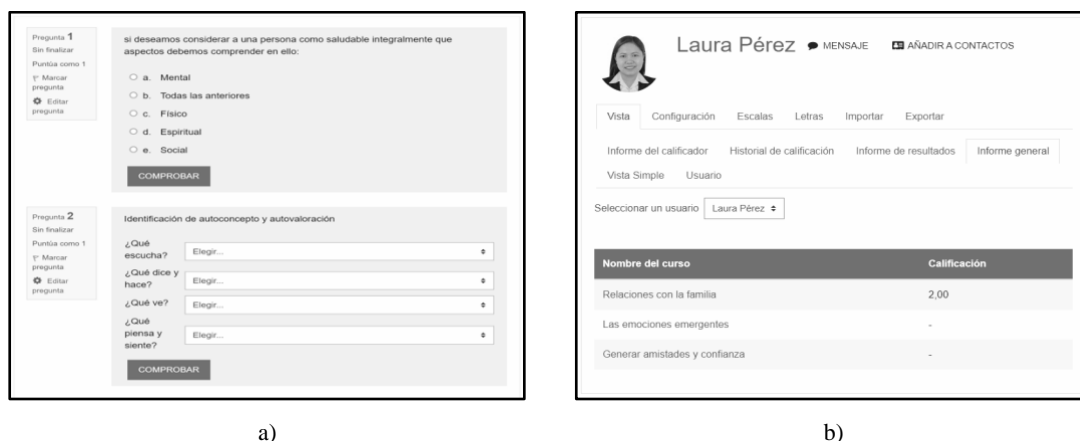 Pregunta 1
Sin finalizar
Puntúa como 1
Marcar
pregunta
Editar
pregunta
si deseamos considerar a una persona como saludable integralmente que
aspectos debemos comprender en ello:
a. Mental
b. Todas las anteriores
c. Físico
d. Espiritual
e. Social
COMPROBAR
Pregunta 2
Sin finalizar
Puntúa como 1
Marcar
pregunta
Editar
pregunta
Identificación de autoconcepto y autovaloración
¿Qué
escucha? Elegir...
¿Qué dice y
hace? Elegir...
¿Qué ve? Elegir...
¿Qué
piensa y Elegir...
siente?
COMPROBAR
a)
Laura Pérez MENSAJE AÑADIR A CONTACTOS
Vista Configuración Escalas Letras Importar Exportar
Informe del calificador Historial de calificación Informe de resultados Informe general
Vista Simple Usuario
Seleccionar un usuario Laura Pérez
Nombre del curso Calificación
Relaciones con la familia 2,00
Las emociones emergentes -
Generar amistades y confianza -
b)